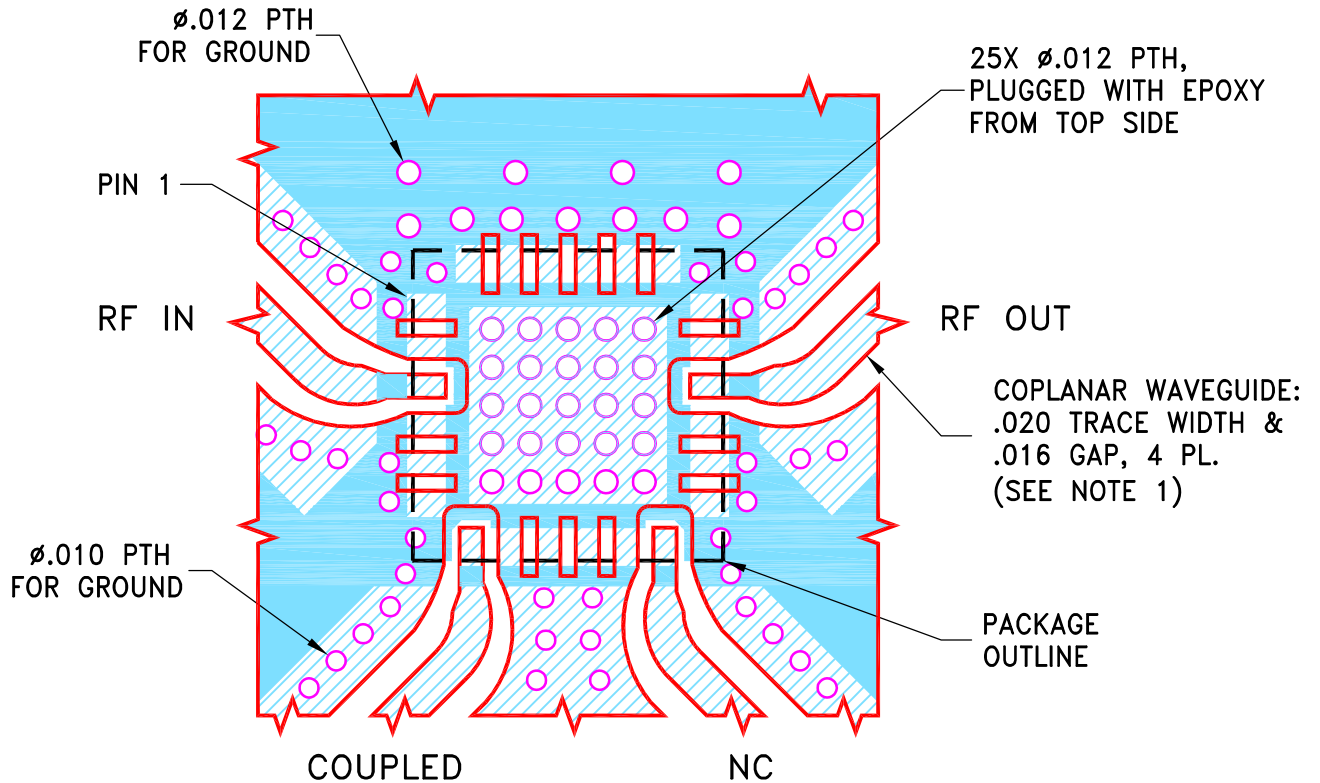 ø.012 PTH
FOR GROUND
25X ø.012 PTH,
PLUGGED WITH EPOXY
FROM TOP SIDE
PIN 1
RF IN
RF OUT
COPLANAR WAVEGUIDE:
.020 TRACE WIDTH &
.016 GAP, 4 PL.
(SEE NOTE 1)
ø.010 PTH
FOR GROUND
PACKAGE
OUTLINE
COUPLED
NC